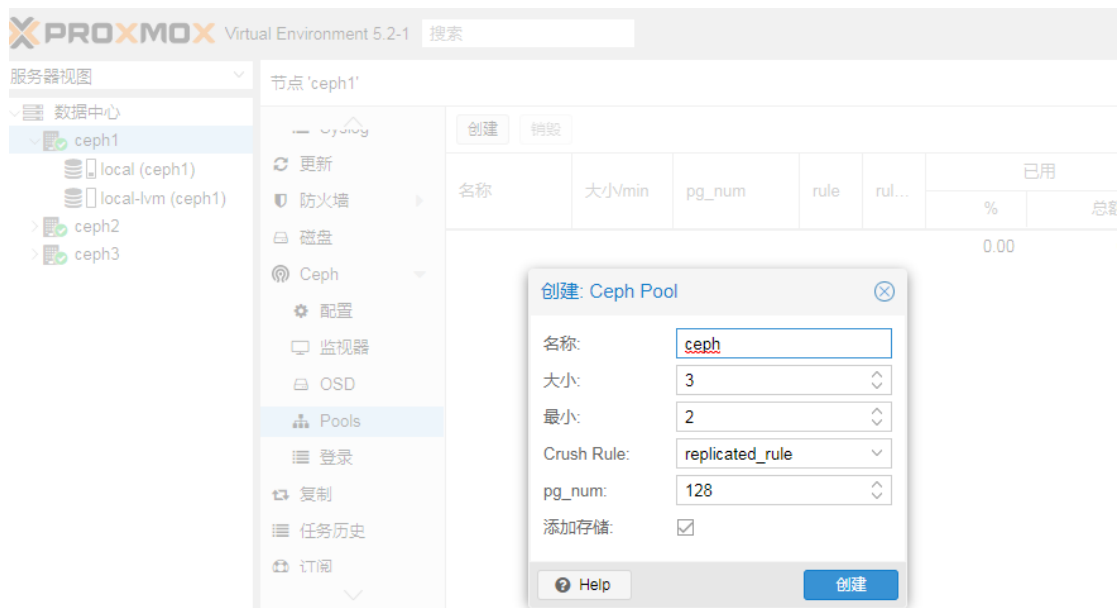 PROXMOX Virtual Environment 5.2-1 搜索
服务器视图
节点 'ceph1'
数据中心
ceph1
local (ceph1)
local-lvm (ceph1)
ceph2
ceph3
Syslog
更新
防火墙
磁盘
Ceph
配置
监视器
OSD
Pools
登录
复制
任务历史
订阅
创建 销毁
名称 大小/min pg_num rule rul... 已用
% 总额
0.00
创建: Ceph Pool
名称: ceph
大小: 3
最小: 2
Crush Rule: replicated_rule
pg_num: 128
添加存储:
Help 创建